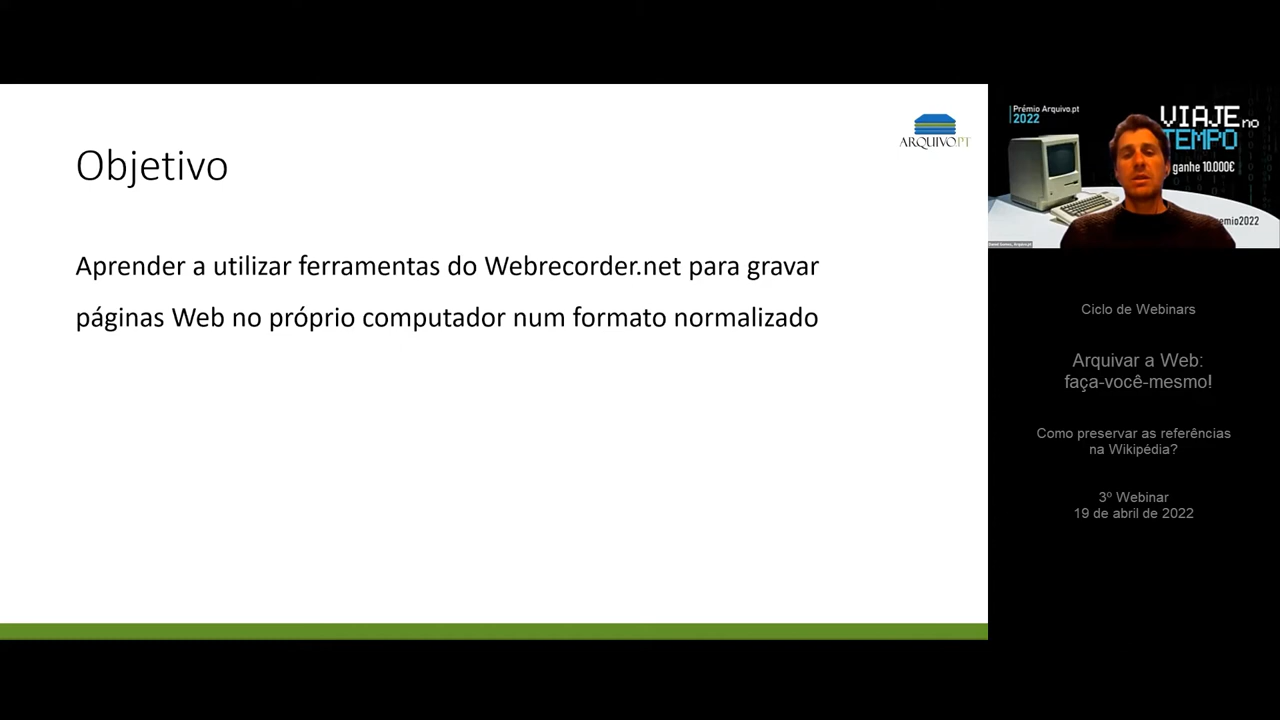 Objetivo
ARQUIVO.PT
Aprender a utilizar ferramentas do Webrecorder.net para gravar
páginas Web no próprio computador num formato normalizado
Prémio Arquivo.pt
2022
VIAJE no
TEMPO
ganhe 10.000€
Ciclo de Webinars
Arquivar a Web:
faça-você-mesmo!
Como preservar as referências
na Wikipédia?
3º Webinar
19 de abril de 2022